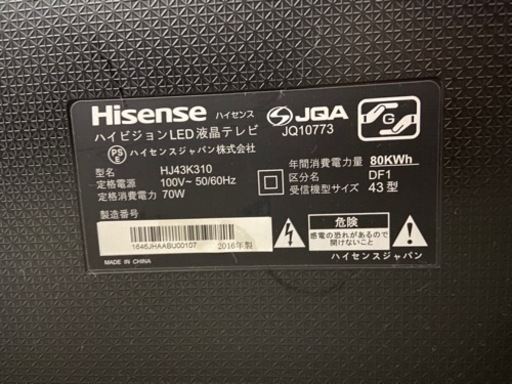 Hisense ハイセンス
JQA
JQ10773
G
ハイビジョンLED液晶テレビ
PS E
ハイセンスジャパン株式会社
型名 HJ43K310
定格電源 100V~ 50/60Hz
定格消費電力 70W
年間消費電力量 80KWh
区分名 DF1
受信機型サイズ 43型
製造番号
1645JHAABU00107
2016年製
MADE IN CHINA
危険
感電の恐れがあるので
開けないこと
ハイセンスジャパン